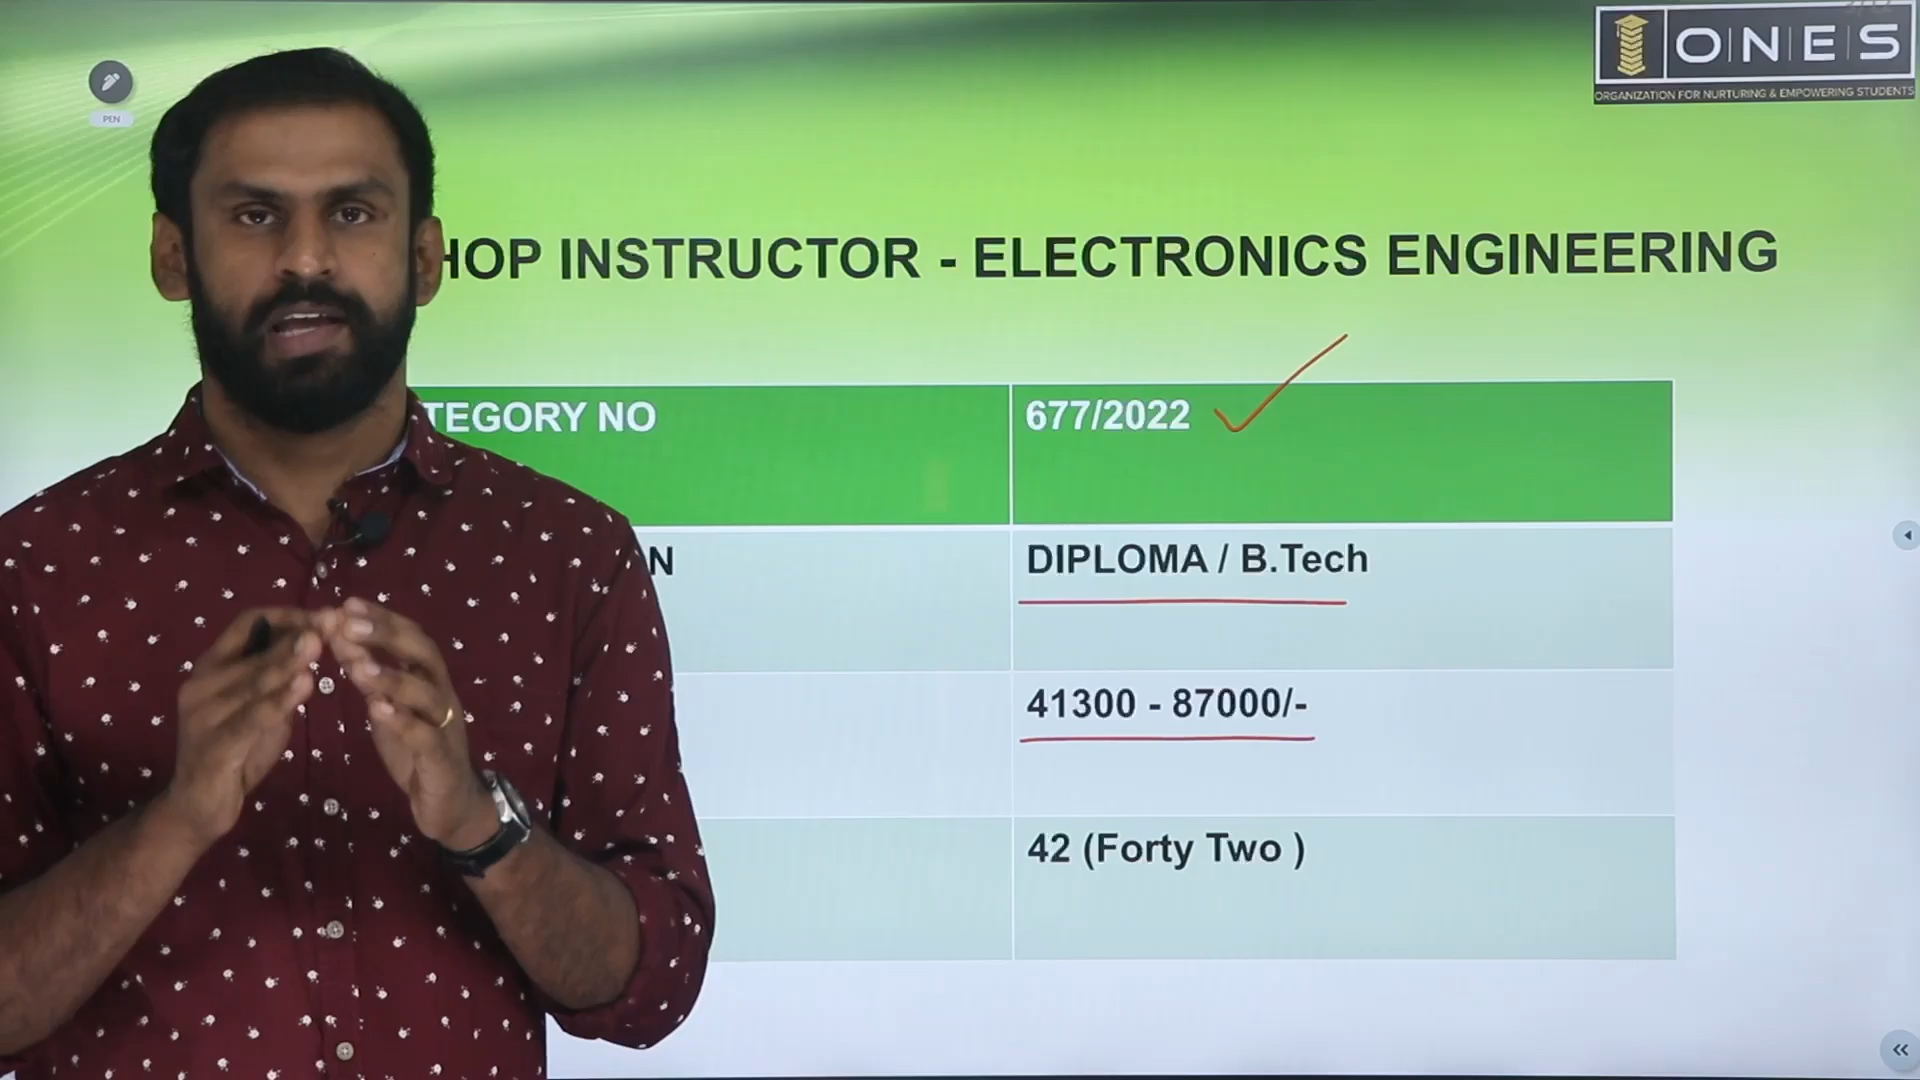 O|N|E|S
ORGANIZATION FOR NURTURING & EMPOWERING STUDENTS
PEN
HOP INSTRUCTOR - ELECTRONICS ENGINEERING
TEGORY NO 677/2022
N DIPLOMA / B.Tech
41300 - 87000/-
42 (Forty Two )